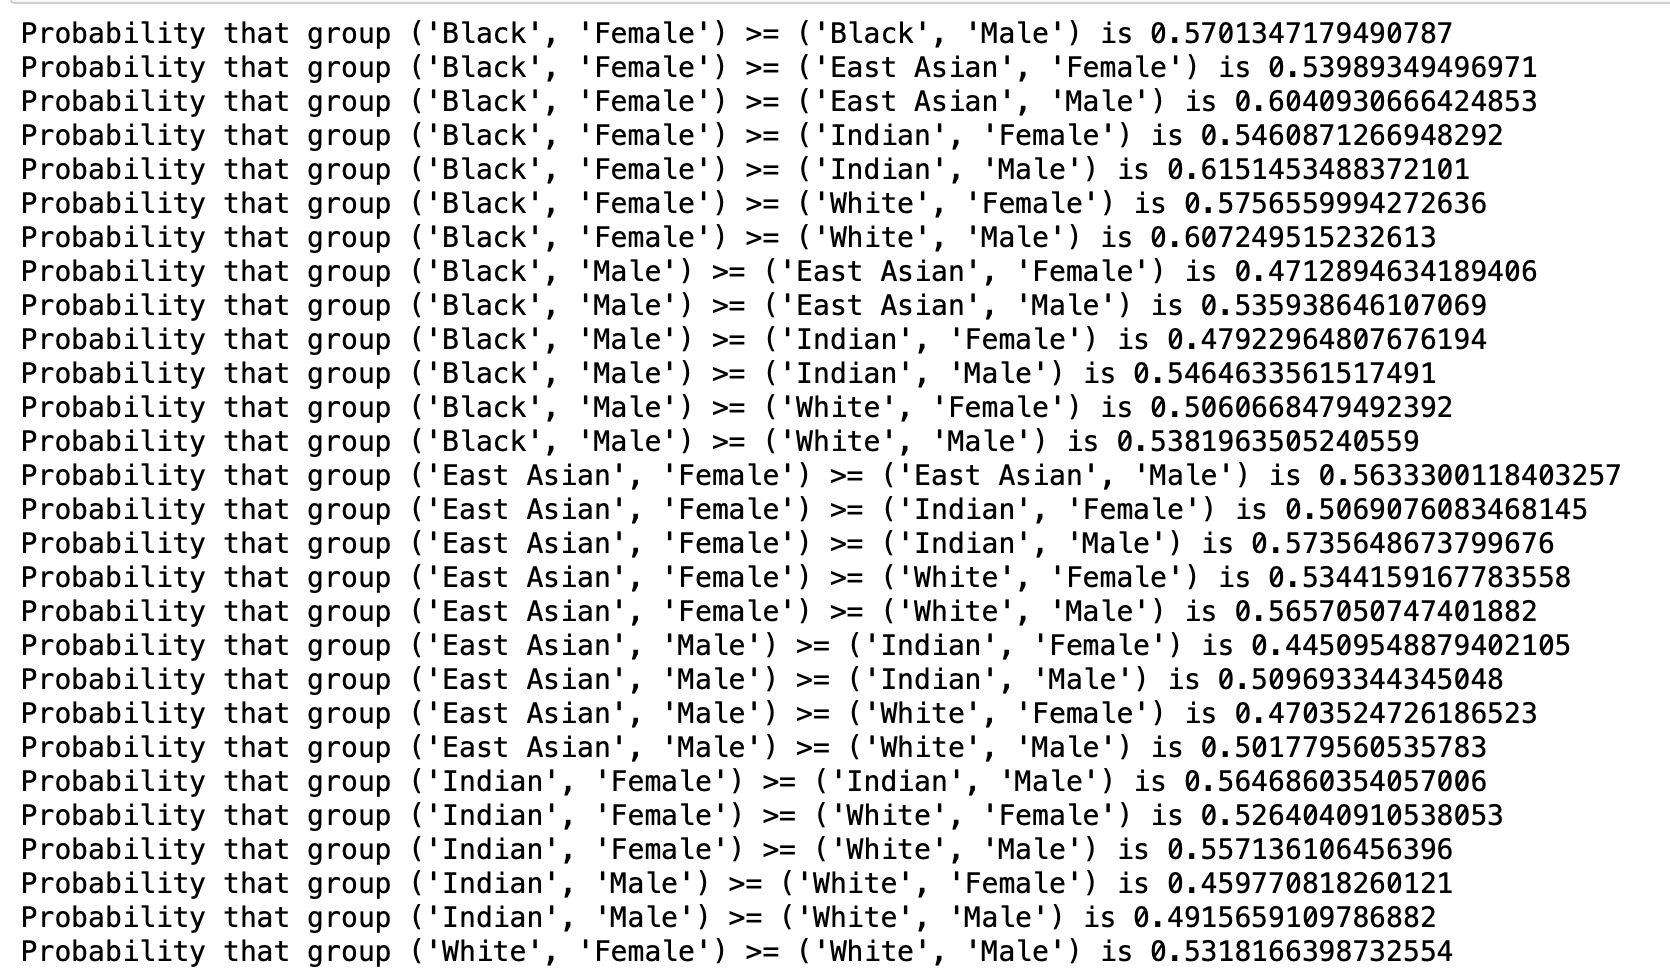 Probability that group ('Black', 'Female') >= ('Black', 'Male') is 0.5701347179490787
Probability that group ('Black', 'Female') >= ('East Asian', 'Female') is 0.53989349496971
Probability that group ('Black', 'Female') >= ('East Asian', 'Male') is 0.6040930666424853
Probability that group ('Black', 'Female') >= ('Indian', 'Female') is 0.5460871266948292
Probability that group ('Black', 'Female') >= ('Indian', 'Male') is 0.6151453488372101
Probability that group ('Black', 'Female') >= ('White', 'Female') is 0.5756559994272636
Probability that group ('Black', 'Female') >= ('White', 'Male') is 0.607249515232613
Probability that group ('Black', 'Male') >= ('East Asian', 'Female') is 0.4712894634189406
Probability that group ('Black', 'Male') >= ('East Asian', 'Male') is 0.535938646107069
Probability that group ('Black', 'Male') >= ('Indian', 'Female') is 0.47922964807676194
Probability that group ('Black', 'Male') >= ('Indian', 'Male') is 0.5464633561517491
Probability that group ('Black', 'Male') >= ('White', 'Female') is 0.5060668479492392
Probability that group ('Black', 'Male') >= ('White', 'Male') is 0.5381963505240559
Probability that group ('East Asian', 'Female') >= ('East Asian', 'Male') is 0.5633300118403257
Probability that group ('East Asian', 'Female') >= ('Indian', 'Female') is 0.5069076083468145
Probability that group ('East Asian', 'Female') >= ('Indian', 'Male') is 0.5735648673799676
Probability that group ('East Asian', 'Female') >= ('White', 'Female') is 0.5344159167783558
Probability that group ('East Asian', 'Female') >= ('White', 'Male') is 0.5657050747401882
Probability that group ('East Asian', 'Male') >= ('Indian', 'Female') is 0.44509548879402105
Probability that group ('East Asian', 'Male') >= ('Indian', 'Male') is 0.509693344345048
Probability that group ('East Asian', 'Male') >= ('White', 'Female') is 0.4703524726186523
Probability that group ('East Asian', 'Male') >= ('White', 'Male') is 0.501779560535783
Probability that group ('Indian', 'Female') >= ('Indian', 'Male') is 0.5646860354057006
Probability that group ('Indian', 'Female') >= ('White', 'Female') is 0.5264040910538053
Probability that group ('Indian', 'Female') >= ('White', 'Male') is 0.557136106456396
Probability that group ('Indian', 'Male') >= ('White', 'Female') is 0.459770818260121
Probability that group ('Indian', 'Male') >= ('White', 'Male') is 0.4915659109786882
Probability that group ('White', 'Female') >= ('White', 'Male') is 0.5318166398732554